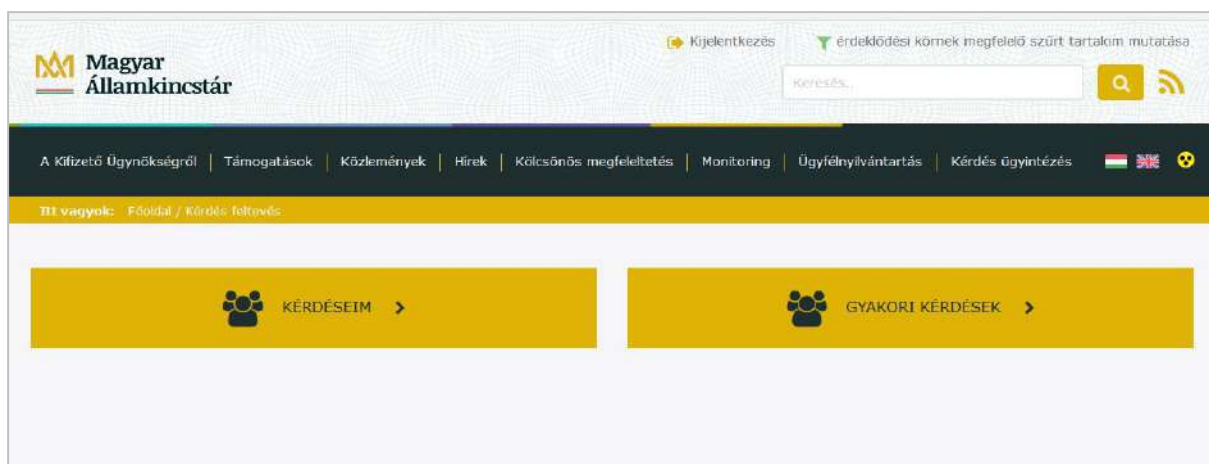 Kijelentkezés érdeklődési körnek megfelelő szűrt tartalom mutatása
Magyar
Államkincstár
Keresés..
A Kifizető Ügynökségről | Támogatások | Közlemények | Hírek | Kölcsönös megfeleltetés | Monitoring | Ügyfélnyilvántartás | Kérdés ügyintézés
Itt vagyok: Főoldal / Kérdés feltevés
KÉRDÉSEIM
GYAKORI KÉRDÉSEK